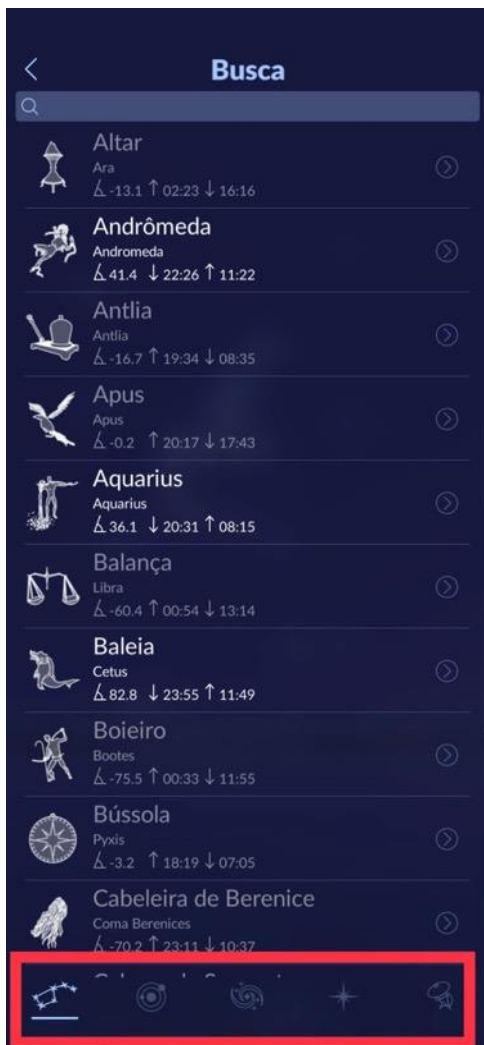 Busca
Altar
Ara
-13.1 ↑ 02:23 ↓ 16:16
Andrômeda
Andromeda
41.4 ↓ 22:26 ↑ 11:22
Antlia
Antlia
-16.7 ↑ 19:34 ↓ 08:35
Apus
Apus
-0.2 ↑ 20:17 ↓ 17:43
Aquarius
Aquarius
36.1 ↓ 20:31 ↑ 08:15
Balança
Libra
-60.4 ↑ 00:54 ↓ 13:14
Baleia
Cetus
82.8 ↓ 23:55 ↑ 11:49
Boieiro
Bootes
-75.5 ↑ 00:33 ↓ 11:55
Bússola
Pyxis
-3.2 ↑ 18:19 ↓ 07:05
Cabeleira de Berenice
Coma Berenices
-70.2 ↑ 23:11 ↓ 10:37